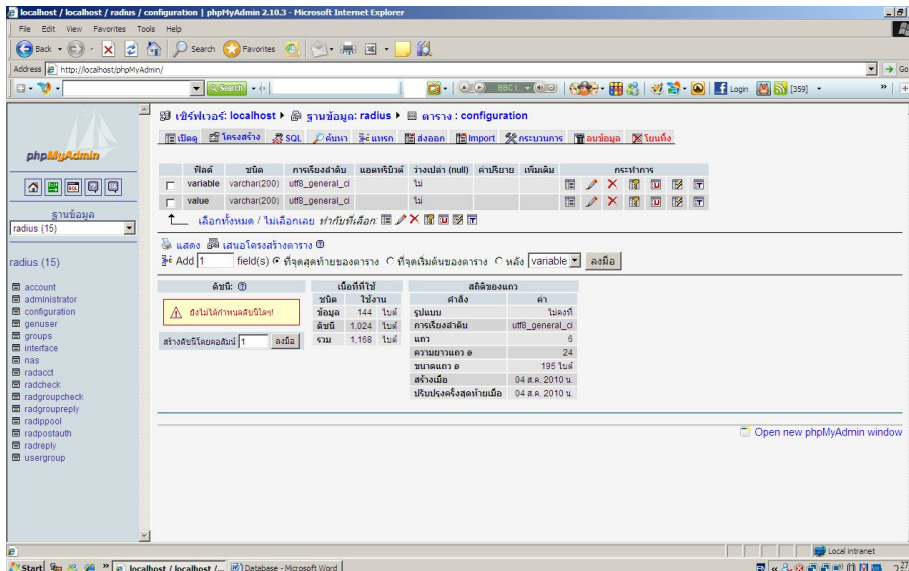 localhost / localhost / radius / configuration | phpMyAdmin 2.10.3 - Microsoft Internet Explorer
File Edit View Favorites Tools Help
Back Search Favorites
Address http://localhost/phpMyAdmin/ Go
Search BBC Login [359]
phpMyAdmin
ฐานข้อมูล
radius (15)
radius (15)
account
administrator
configuration
genuser
groups
interface
nas
radacct
radcheck
radgroupcheck
radgroupreply
radippool
radpostauth
radreply
usergroup
เซิร์ฟเวอร์: localhost ฐานข้อมูล: radius ตาราง : configuration
เปิดดู โครงสร้าง SQL ค้นหา แทรก ส่งออก Import กระบวนการ ลบข้อมูล โยนทิ้ง
ฟิลด์ ชนิด การเรียงลำดับ แอตทริบิวต์ ว่างเปล่า (null) ค่าปริยาย เพิ่มเติม กระทำการ
variable varchar(200) utf8_general_ci ไม่
value varchar(200) utf8_general_ci ไม่
เลือกทั้งหมด / ไม่เลือกเลย ทำกับที่เลือก:
แสดง เสนอโครงสร้างตาราง
Add 1 field(s) ที่จุดสุดท้ายของตาราง ที่จุดเริ่มต้นของตาราง หลัง variable ลงมือ
ดัชนี:
ยังไม่ได้กำหนดดัชนีใดๆ!
สร้างดัชนีโดยคอลัมน์ 1 ลงมือ
เนื้อที่ที่ใช้
ชนิด ใช้งาน
ข้อมูล 144 ไบต์
ดัชนี 1,024 ไบต์
รวม 1,168 ไบต์
สถิติของแถว
คำสั่ง ค่า
รูปแบบ ไม่คงที่
การเรียงลำดับ utf8_general_ci
แถว 6
ความยาวแถว ø 24
ขนาดแถว ø 195 ไบต์
สร้างเมื่อ 04 ส.ค. 2010 น.
ปรับปรุงครั้งสุดท้ายเมื่อ 04 ส.ค. 2010 น.
Open new phpMyAdmin window
Local intranet
Start localhost / localhost /... Database - Microsoft Word